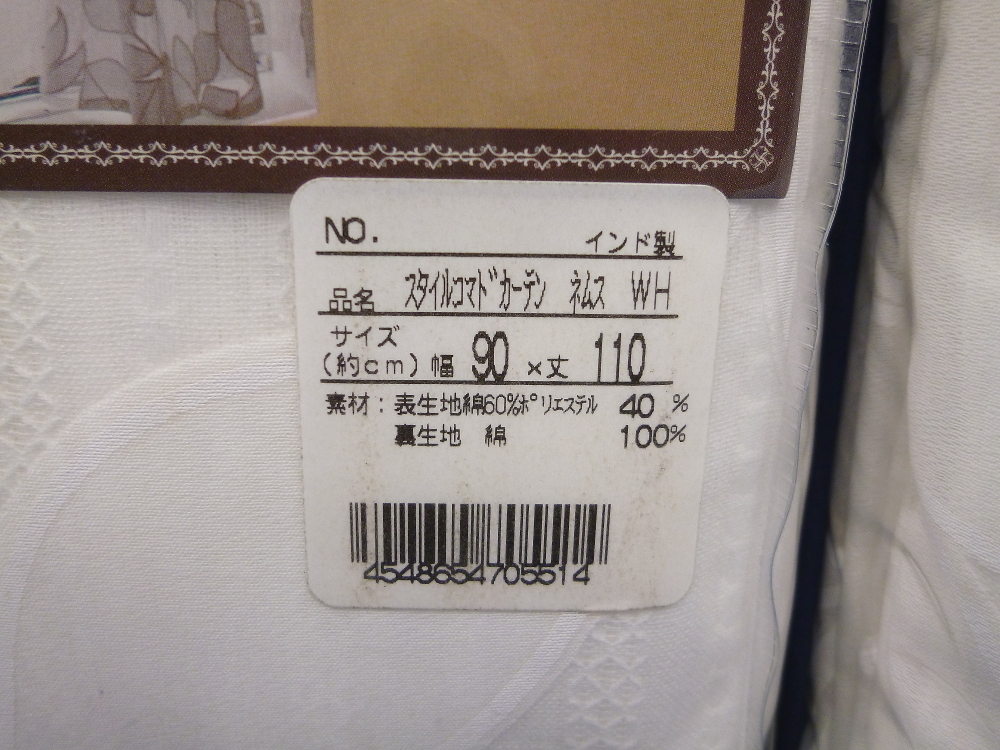 NO.
インド製
品名 スタイルコマドカーテン ネムス WH
サイズ
(約cm) 幅 90 ×丈 110
素材:表生地綿60%ポリエステル 40 %
裏生地 綿 100%
4548654705514